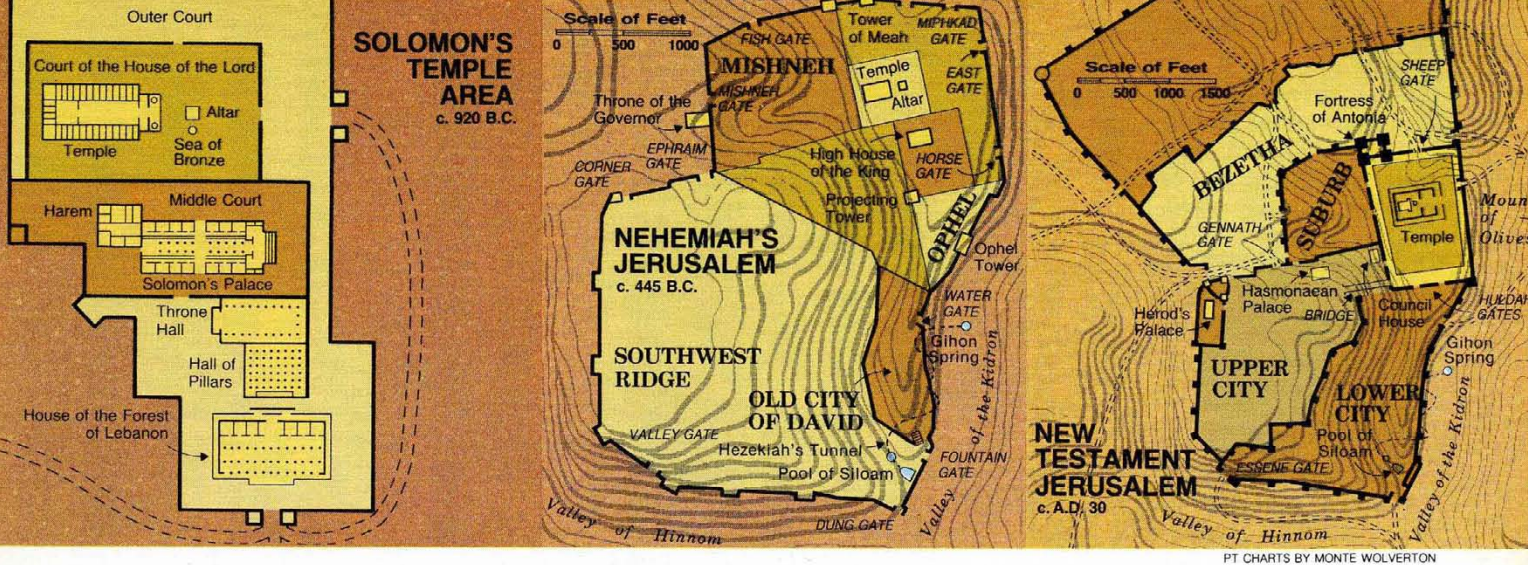 Outer Court
SOLOMON'S
TEMPLE
AREA
c. 920 B.C.
Court of the House of the Lord
Altar
Sea of
Bronze
Temple
Middle Court
Harem
Solomon's Palace
Throne
Hall
Hall of
Pillars
House of the Forest
of Lebanon
Scale of Feet
0 500 1000
FISH GATE
Tower
of Meah
MIPHKAD
GATE
MISHNEH
Temple
Altar
EAST
GATE
MISHNEH
GATE
Throne of the
Governor
EPHRAIM
GATE
CORNER
GATE
High House
of the King
HORSE
GATE
Projecting
Tower
OPHEL
Ophel
Tower
NEHEMIAH'S
JERUSALEM
c. 445 B.C.
WATER
GATE
Gihon
Spring
SOUTHWEST
RIDGE
OLD CITY
OF DAVID
VALLEY GATE
Hezekiah's Tunnel
Pool of Siloam
FOUNTAIN
GATE
DUNG GATE
Valley of Hinnom
Valley of the Kidron
Scale of Feet
0 500 1000 1500
SHEEP
GATE
Fortress
of Antonia
BEZETHA
SUBURB
GENNATH
GATE
Temple
Moun
of
Olive
Hasmonaean
Palace
BRIDGE
Council
House
HULDAH
GATES
Herod's
Palace
Gihon
Spring
UPPER
CITY
LOWER
CITY
Pool of
Siloam
ESSENE GATE
NEW
TESTAMENT
JERUSALEM
c. A.D. 30
Valley of Hinnom
Valley of the Kidron
PT CHARTS BY MONTE WOLVERTON